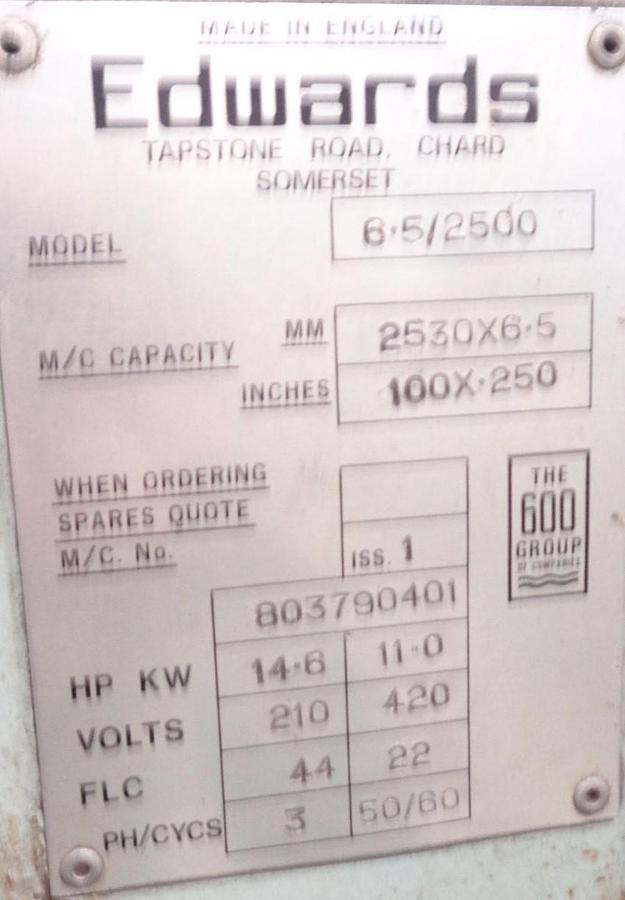 MADE IN ENGLAND
Edwards
TAPSTONE ROAD, CHARD
SOMERSET
MODEL 6·5/2500
M/C CAPACITY MM 2530X6·5
INCHES 100X·250
WHEN ORDERING
SPARES QUOTE
M/C. No. ISS. 1
THE
600
GROUP
OF COMPANIES
803790401
HP KW 14·6 11·0
VOLTS 210 420
FLC 44 22
PH/CYCS 3 50/60